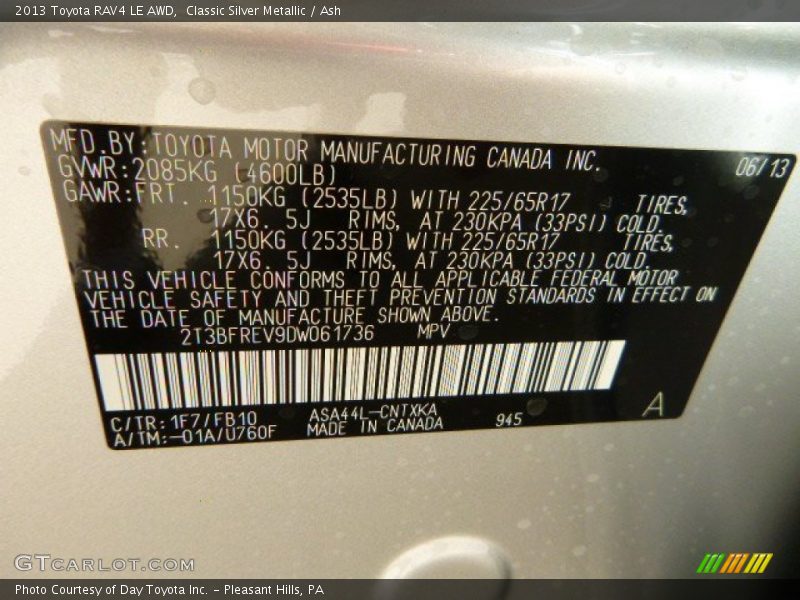 2013 Toyota RAV4 LE AWD, Classic Silver Metallic / Ash
MFD.BY:TOYOTA MOTOR MANUFACTURING CANADA INC. 06/13
GVWR:2085KG (4600LB)
GAWR:FRT. 1150KG (2535LB) WITH 225/65R17 TIRES,
17X6.5J RIMS, AT 230KPA (33PSI) COLD.
RR. 1150KG (2535LB) WITH 225/65R17 TIRES,
17X6.5J RIMS, AT 230KPA (33PSI) COLD.
THIS VEHICLE CONFORMS TO ALL APPLICABLE FEDERAL MOTOR
VEHICLE SAFETY AND THEFT PREVENTION STANDARDS IN EFFECT ON
THE DATE OF MANUFACTURE SHOWN ABOVE.
2T3BFREV9DW061736 MPV
C/TR:1F7/FB10 ASA44L-CNTXKA 945 A
A/TM:-01A/U760F MADE IN CANADA
GTCARLOT.COM
Photo Courtesy of Day Toyota Inc. - Pleasant Hills, PA